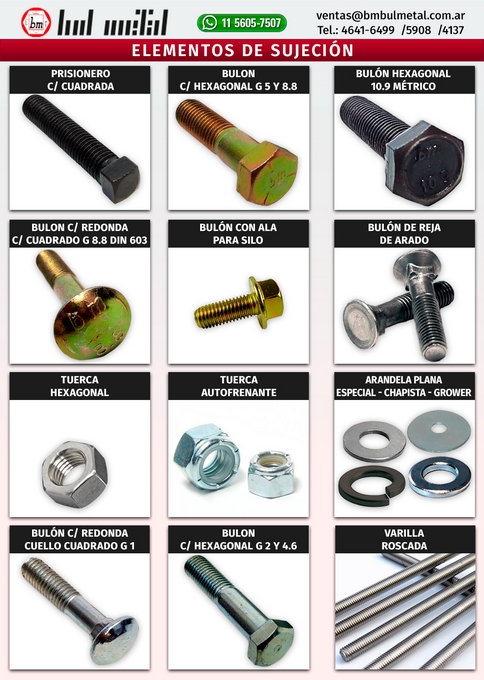 bm
bul metal
11 5605-7507
ventas@bmbulmetal.com.ar
Tel.: 4641-6499 /5908 /4137
ELEMENTOS DE SUJECIÓN
PRISIONERO
C/ CUADRADA
BULON
C/ HEXAGONAL G 5 Y 8.8
BULÓN HEXAGONAL
10.9 MÉTRICO
bm
10.9
BULON C/ REDONDA
C/ CUADRADO G 8.8 DIN 603
BULÓN CON ALA
PARA SILO
BULÓN DE REJA
DE ARADO
TUERCA
HEXAGONAL
TUERCA
AUTOFRENANTE
ARANDELA PLANA
ESPECIAL - CHAPISTA - GROWER
BULÓN C/ REDONDA
CUELLO CUADRADO G 1
BULON
C/ HEXAGONAL G 2 Y 4.6
VARILLA
ROSCADA